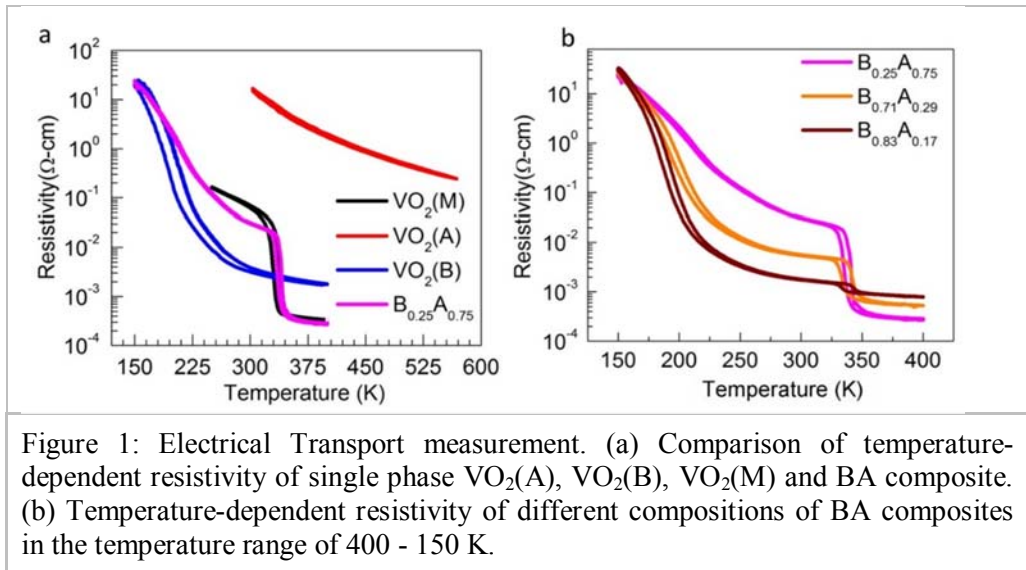 a
10²
10¹
10⁰
10⁻¹
10⁻²
10⁻³
10⁻⁴
Resistivity(Ω-cm)
VO₂(M)
VO₂(A)
VO₂(B)
B₀.₂₅A₀.₇₅
150 225 300 375 450 525 600
Temperature (K)
b
10¹
10⁰
10⁻¹
10⁻²
10⁻³
10⁻⁴
Resistivity (Ω-cm)
B₀.₂₅A₀.₇₅
B₀.₇₁A₀.₂₉
B₀.₈₃A₀.₁₇
150 200 250 300 350 400
Temperature (K)
Figure 1: Electrical Transport measurement. (a) Comparison of temperature-
dependent resistivity of single phase VO₂(A), VO₂(B), VO₂(M) and BA composite.
(b) Temperature-dependent resistivity of different compositions of BA composites
in the temperature range of 400 - 150 K.